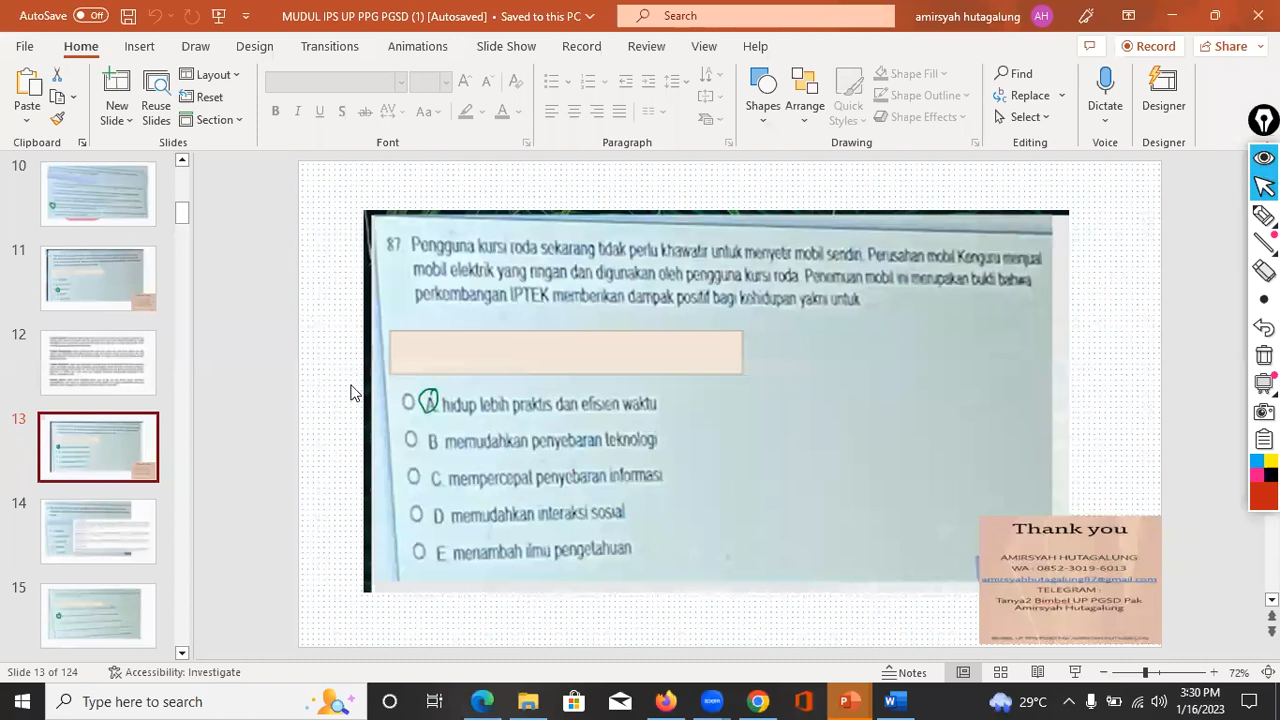 AutoSave Off
MUDUL IPS UP PPG PGSD (1) [Autosaved] - Saved to this PC
Search
amirsyah hutagalung AH
File Home Insert Draw Design Transitions Animations Slide Show Record Review View Help
Record Share
Paste
New Slide
Reuse Slides
Layout
Reset
Section
Shapes
Arrange
Quick Styles
Shape Fill
Shape Outline
Shape Effects
Find
Replace
Select
Dictate
Designer
Clipboard Slides Font Paragraph Drawing Editing Voice Designer
10
11
12
13
14
15
87 Pengguna kursi roda sekarang tidak perlu khawatir untuk menyetir mobil sendiri. Perusahan mobil Kenguru menjual
mobil elektrik yang ringan dan digunakan oleh pengguna kursi roda. Penemuan mobil ini merupakan bukti bahwa
perkembangan IPTEK memberikan dampak positif bagi kehidupan yakni untuk
A hidup lebih praktis dan efisien waktu
B memudahkan penyebaran teknologi
C. mempercepat penyebaran informasi
D memudahkan interaksi sosial
E menambah ilmu pengetahuan
Thank you
AMIRSYAH HUTAGALUNG
WA : 0852-3019-6013
amirsyahhutagalung87@gmail.com
TELEGRAM :
Tanya2 Bimbel UP PGSD Pak
Amirsyah Hutagalung
Slide 13 of 124 Accessibility: Investigate Notes 72%
Type here to search
29°C
3:30 PM
1/16/2023